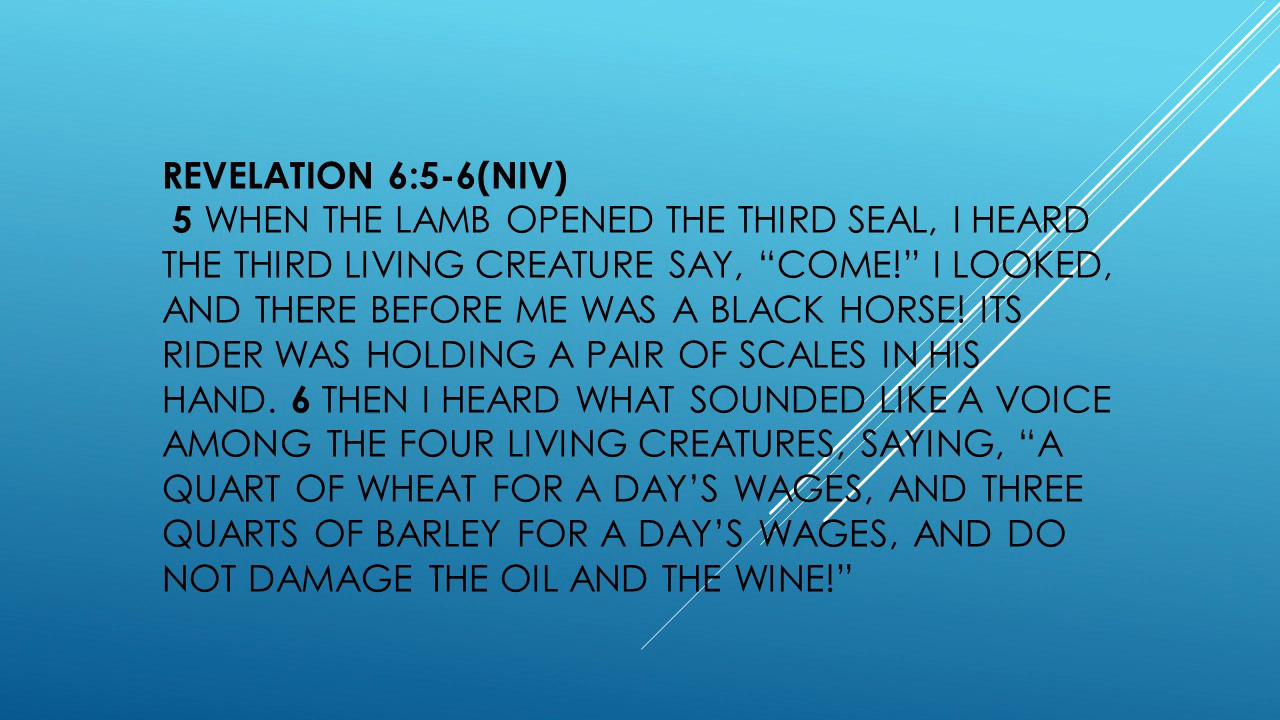 REVELATION 6:5-6(NIV)
5 WHEN THE LAMB OPENED THE THIRD SEAL, I HEARD
THE THIRD LIVING CREATURE SAY, “COME!” I LOOKED,
AND THERE BEFORE ME WAS A BLACK HORSE! ITS
RIDER WAS HOLDING A PAIR OF SCALES IN HIS
HAND. 6 THEN I HEARD WHAT SOUNDED LIKE A VOICE
AMONG THE FOUR LIVING CREATURES, SAYING, “A
QUART OF WHEAT FOR A DAY’S WAGES, AND THREE
QUARTS OF BARLEY FOR A DAY’S WAGES, AND DO
NOT DAMAGE THE OIL AND THE WINE!”